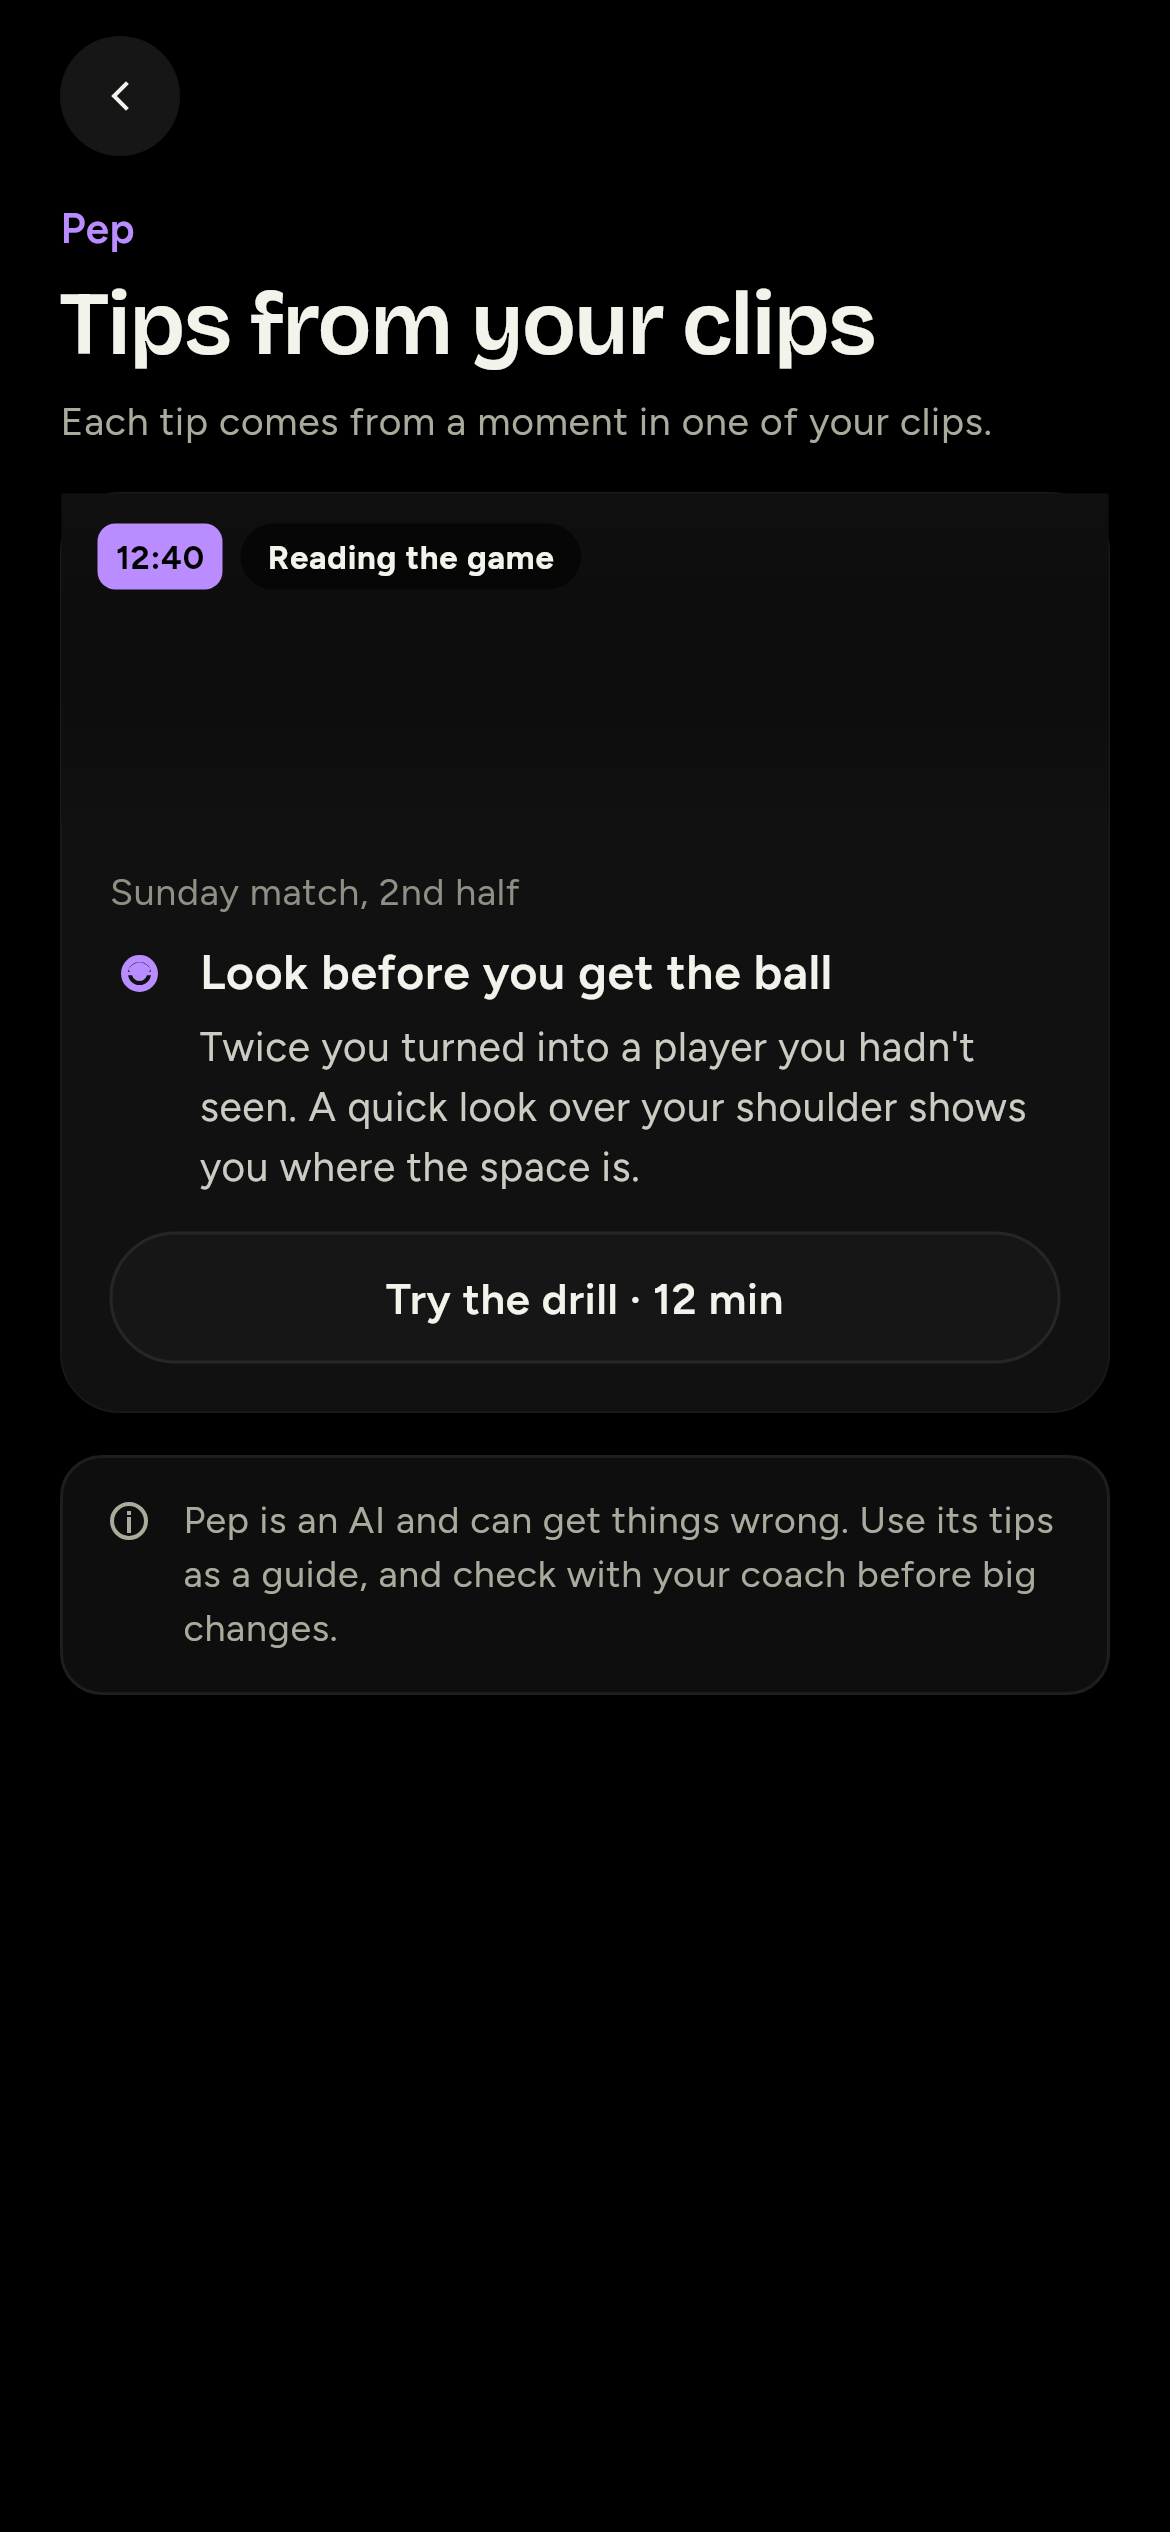 Pep
Tips from your clips
Each tip comes from a moment in one of your clips.
12:40 Reading the game
Sunday match, 2nd half
Look before you get the ball
Twice you turned into a player you hadn't
seen. A quick look over your shoulder shows
you where the space is.
Try the drill · 12 min
Pep is an AI and can get things wrong. Use its tips
as a guide, and check with your coach before big
changes.